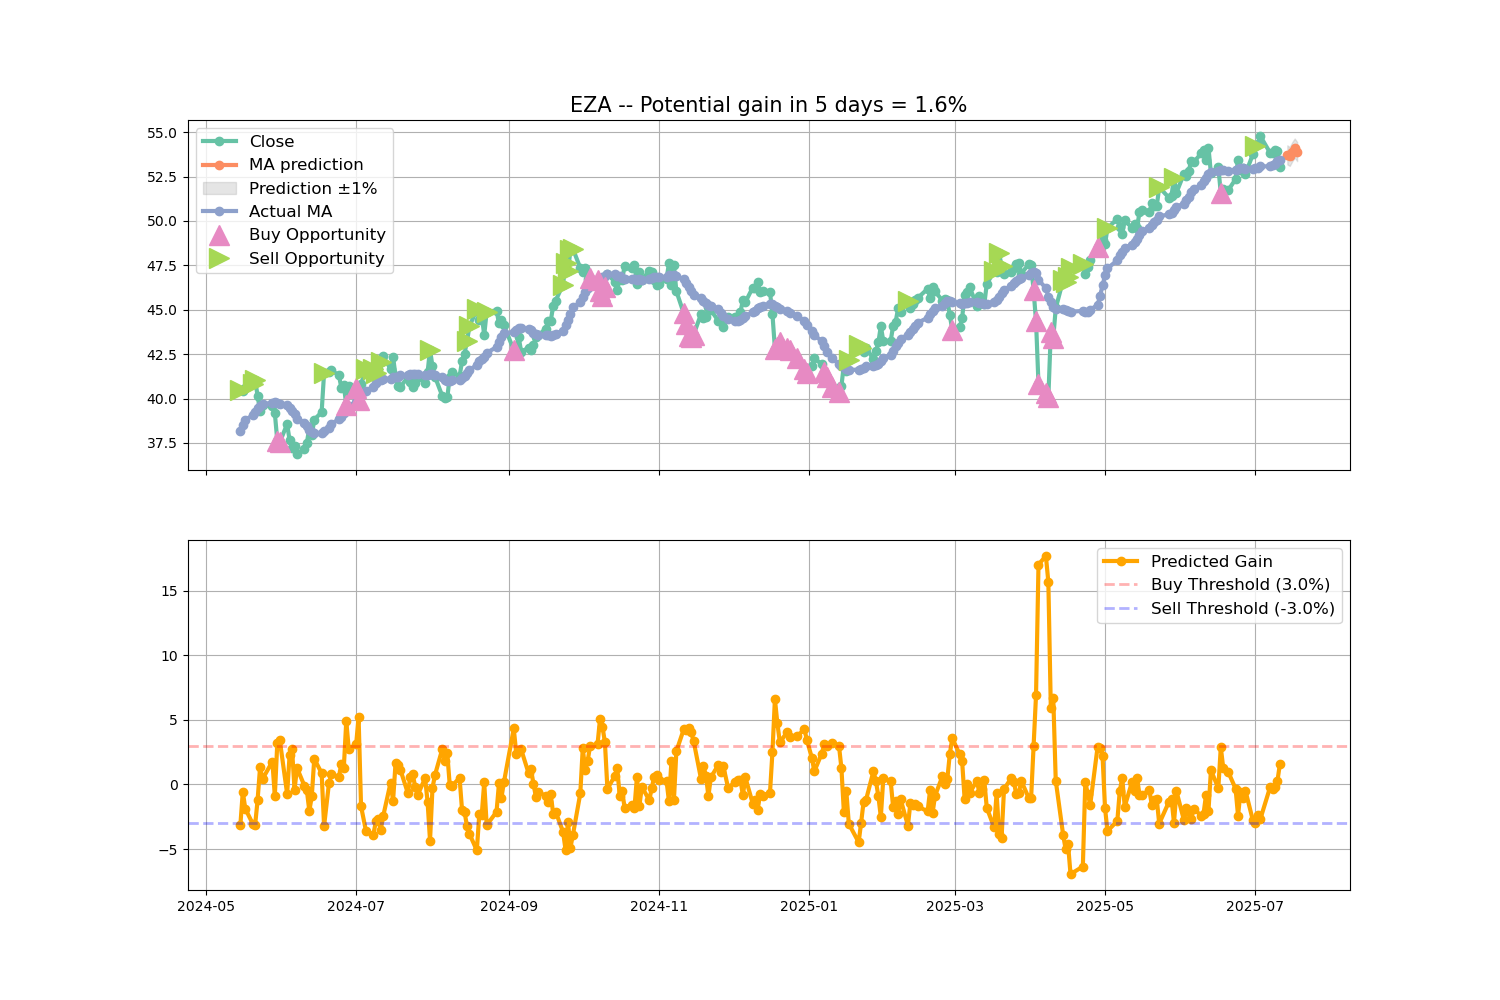 EZA -- Potential gain in 5 days = 1.6%
Close
MA prediction
Prediction ±1%
Actual MA
Buy Opportunity
Sell Opportunity
55.0
52.5
50.0
47.5
45.0
42.5
40.0
37.5
Predicted Gain
Buy Threshold (3.0%)
Sell Threshold (-3.0%)
15
10
5
0
−5
2024-05
2024-07
2024-09
2024-11
2025-01
2025-03
2025-05
2025-07